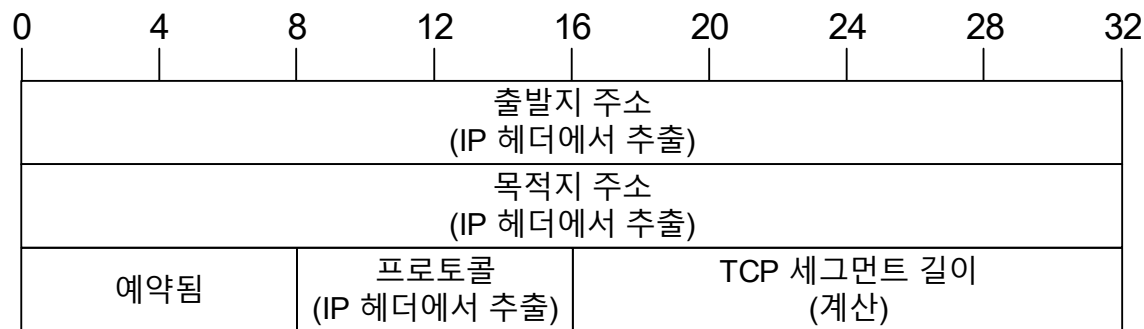 0 4 8 12 16 20 24 28 32
출발지 주소
(IP 헤더에서 추출)
목적지 주소
(IP 헤더에서 추출)
예약됨
프로토콜
(IP 헤더에서 추출)
TCP 세그먼트 길이
(계산)